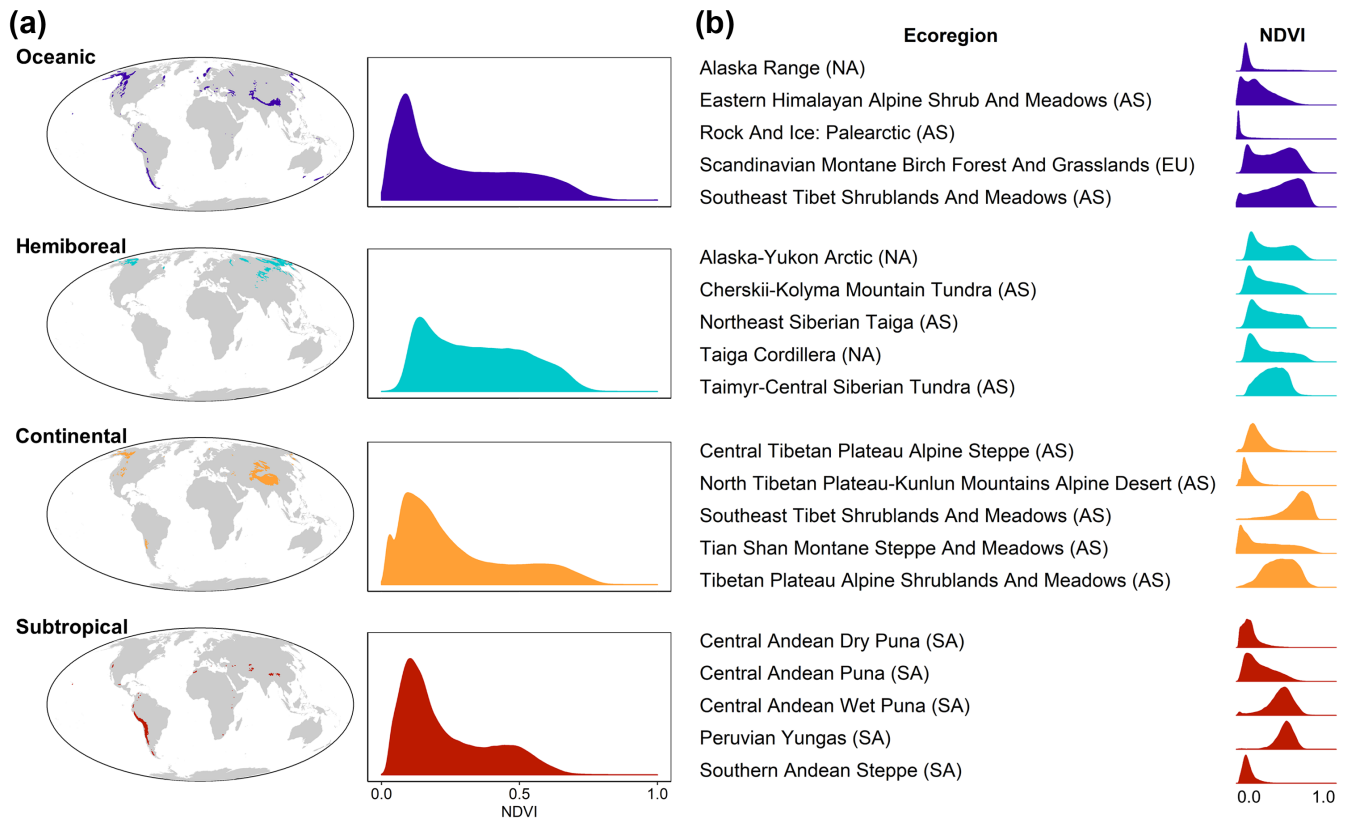 (a)
(b)
Ecoregion
NDVI
Oceanic
Alaska Range (NA)
Eastern Himalayan Alpine Shrub And Meadows (AS)
Rock And Ice: Palearctic (AS)
Scandinavian Montane Birch Forest And Grasslands (EU)
Southeast Tibet Shrublands And Meadows (AS)
Hemiboreal
Alaska-Yukon Arctic (NA)
Cherskii-Kolyma Mountain Tundra (AS)
Northeast Siberian Taiga (AS)
Taiga Cordillera (NA)
Taimyr-Central Siberian Tundra (AS)
Continental
Central Tibetan Plateau Alpine Steppe (AS)
North Tibetan Plateau-Kunlun Mountains Alpine Desert (AS)
Southeast Tibet Shrublands And Meadows (AS)
Tian Shan Montane Steppe And Meadows (AS)
Tibetan Plateau Alpine Shrublands And Meadows (AS)
Subtropical
Central Andean Dry Puna (SA)
Central Andean Puna (SA)
Central Andean Wet Puna (SA)
Peruvian Yungas (SA)
Southern Andean Steppe (SA)
0.0 0.5 1.0
NDVI
0.0 1.0